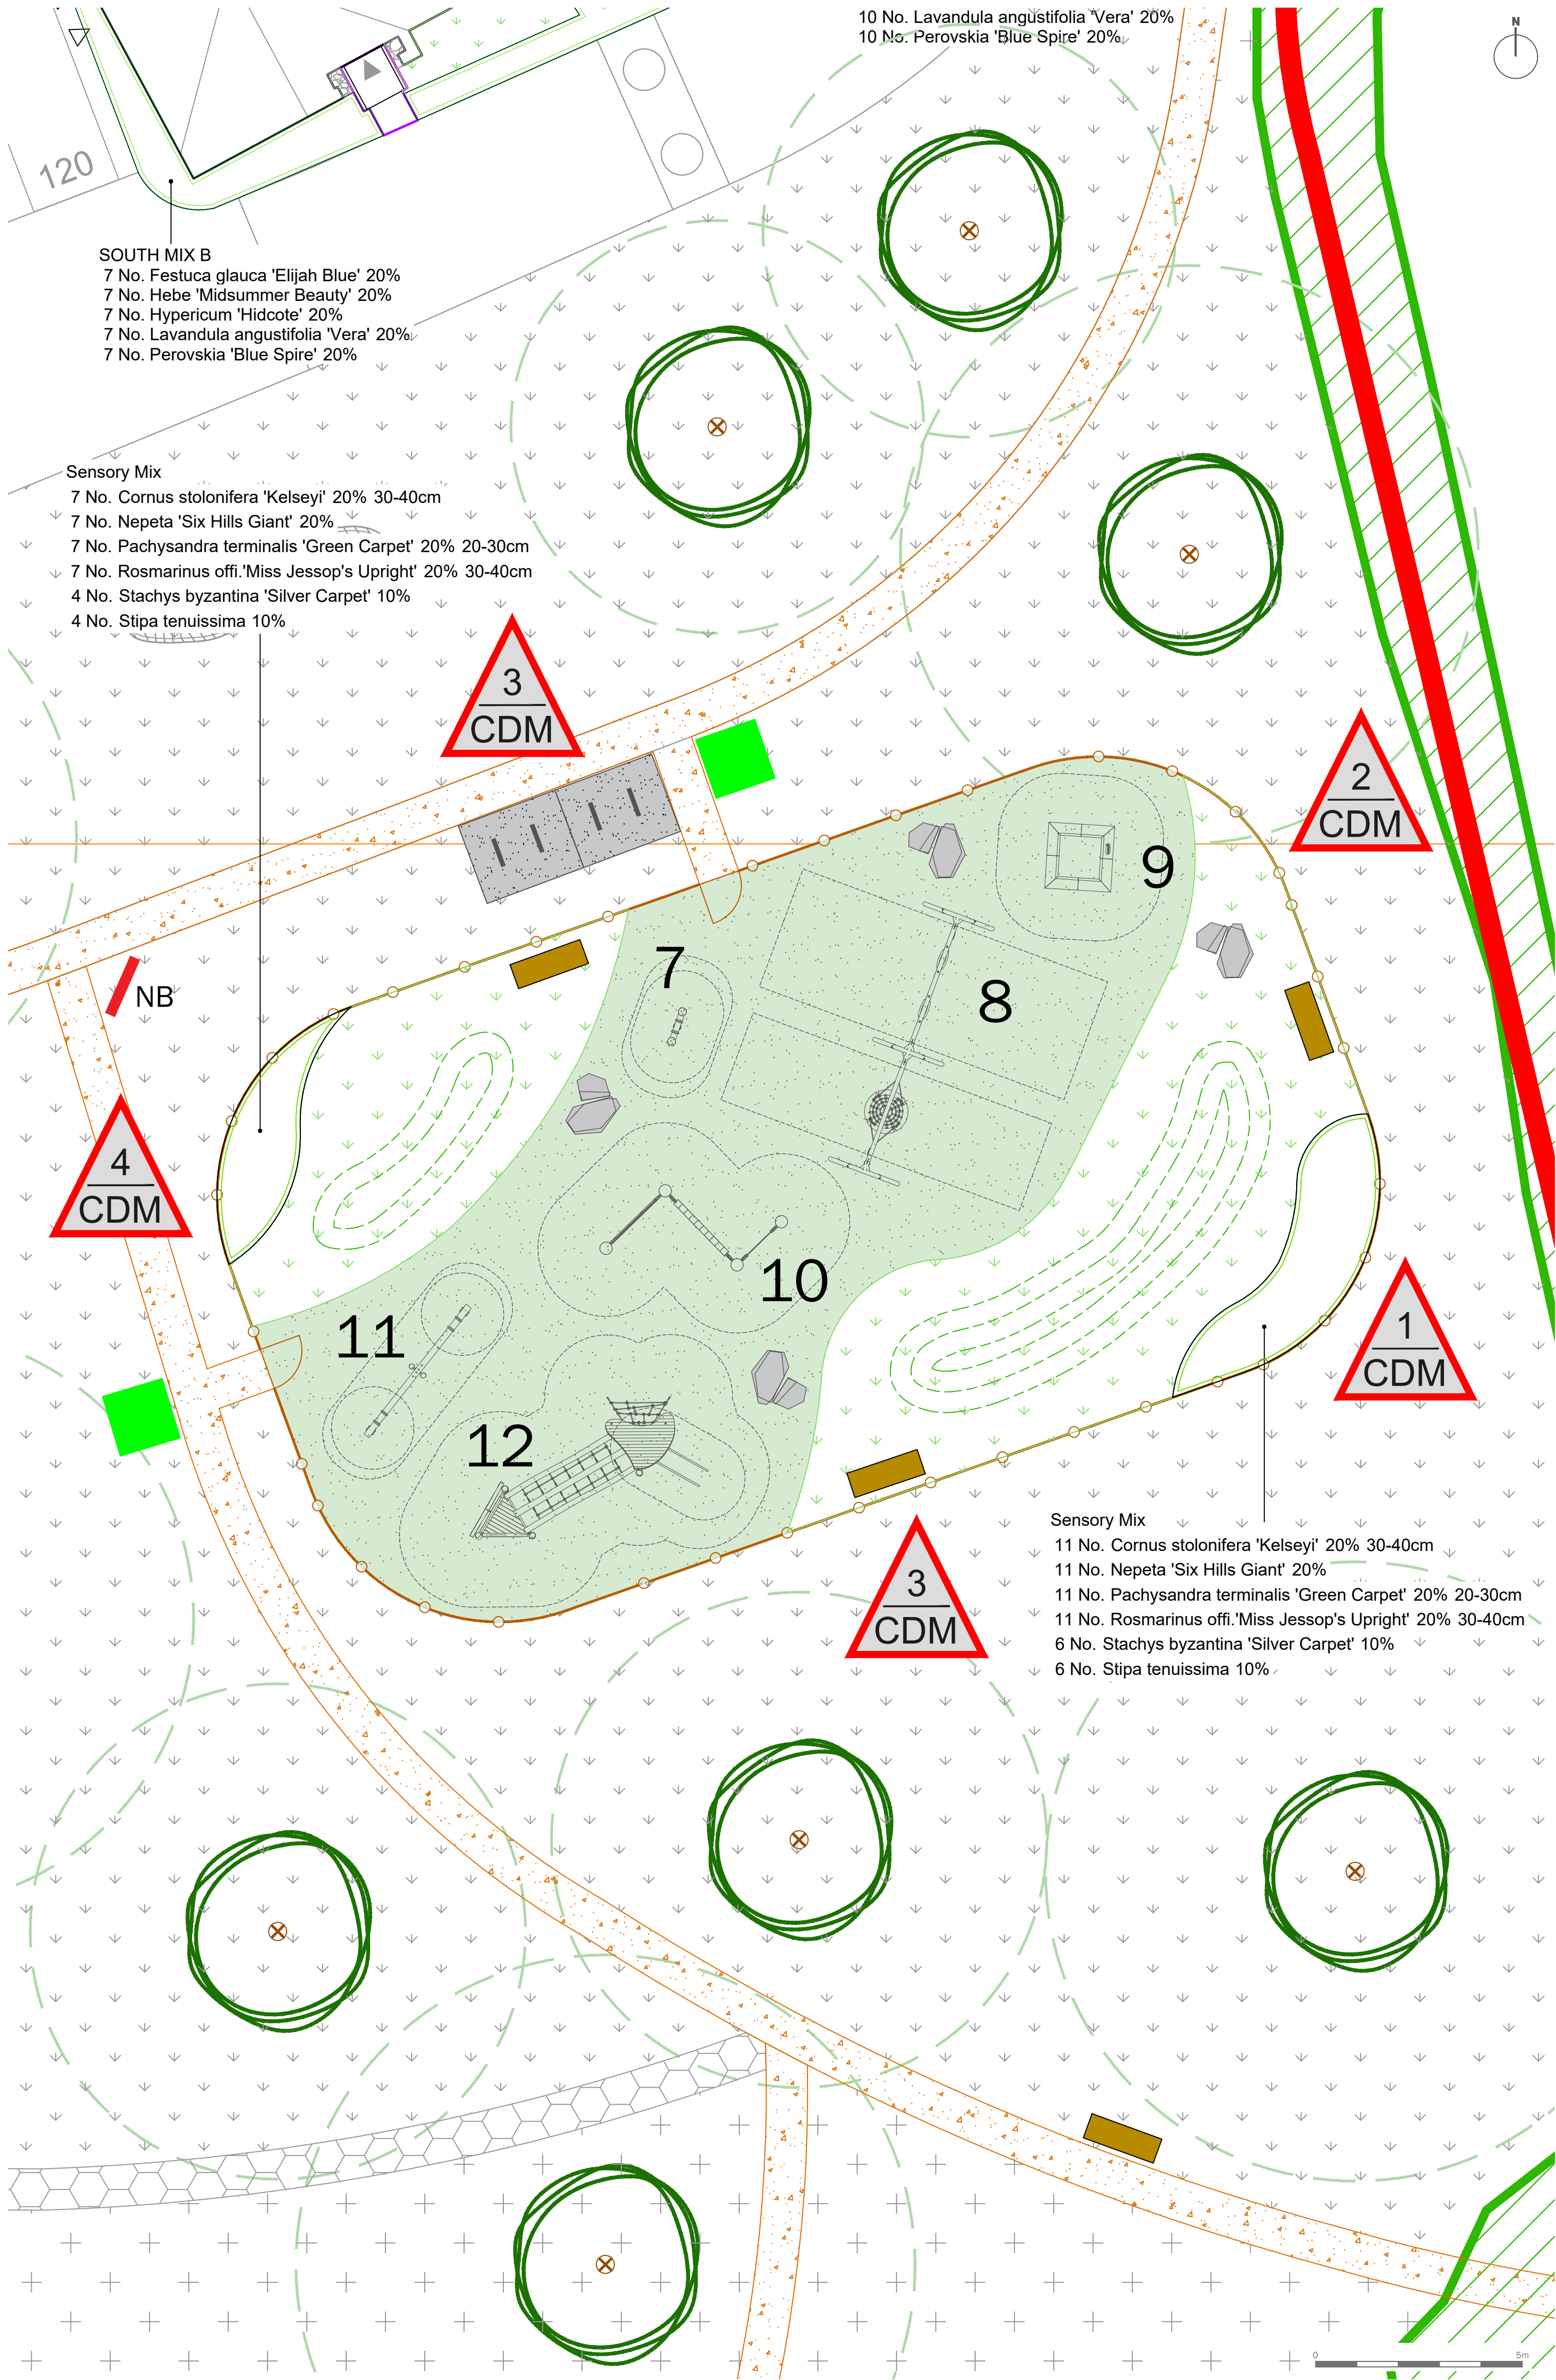 10 No. Lavandula angustifolia 'Vera' 20%
10 No. Perovskia 'Blue Spire' 20%
N
120
SOUTH MIX B
7 No. Festuca glauca 'Elijah Blue' 20%
7 No. Hebe 'Midsummer Beauty' 20%
7 No. Hypericum 'Hidcote' 20%
7 No. Lavandula angustifolia 'Vera' 20%
7 No. Perovskia 'Blue Spire' 20%
Sensory Mix
7 No. Cornus stolonifera 'Kelseyi' 20% 30-40cm
7 No. Nepeta 'Six Hills Giant' 20%
7 No. Pachysandra terminalis 'Green Carpet' 20% 20-30cm
7 No. Rosmarinus offi.'Miss Jessop's Upright' 20% 30-40cm
4 No. Stachys byzantina 'Silver Carpet' 10%
4 No. Stipa tenuissima 10%
3
CDM
2
CDM
9
7
8
NB
4
CDM
10
11
1
CDM
12
Sensory Mix
11 No. Cornus stolonifera 'Kelseyi' 20% 30-40cm
11 No. Nepeta 'Six Hills Giant' 20%
11 No. Pachysandra terminalis 'Green Carpet' 20% 20-30cm
11 No. Rosmarinus offi.'Miss Jessop's Upright' 20% 30-40cm
6 No. Stachys byzantina 'Silver Carpet' 10%
6 No. Stipa tenuissima 10%
3
CDM
0 5m